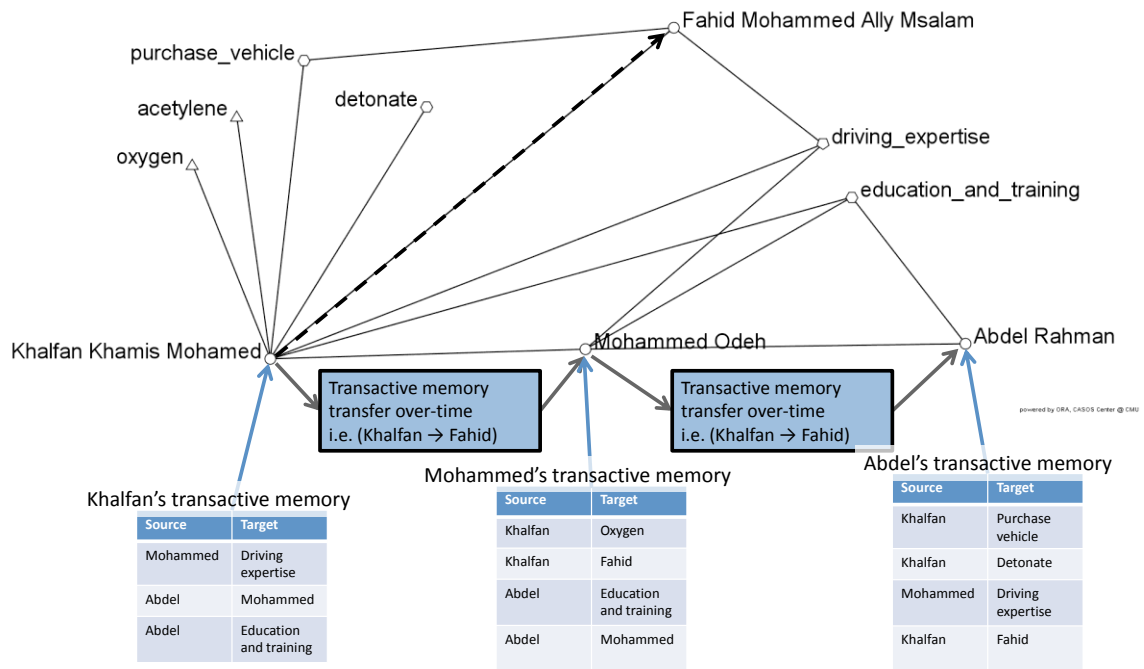 Fahid Mohammed Ally Msalam
purchase_vehicle
detonate
acetylene
driving_expertise
oxygen
education_and_training
Khalfan Khamis Mohamed
Mohammed Odeh
Abdel Rahman
Transactive memory
transfer over-time
i.e. (Khalfan → Fahid)
Transactive memory
transfer over-time
i.e. (Khalfan → Fahid)
powered by ORA, CASOS Center @ CMU
Khalfan's transactive memory
Source Target
Mohammed Driving
expertise
Abdel Mohammed
Abdel Education
and training
Mohammed's transactive memory
Source Target
Khalfan Oxygen
Khalfan Fahid
Abdel Education
and training
Abdel Mohammed
Abdel's transactive memory
Source Target
Khalfan Purchase
vehicle
Khalfan Detonate
Mohammed Driving
expertise
Khalfan Fahid